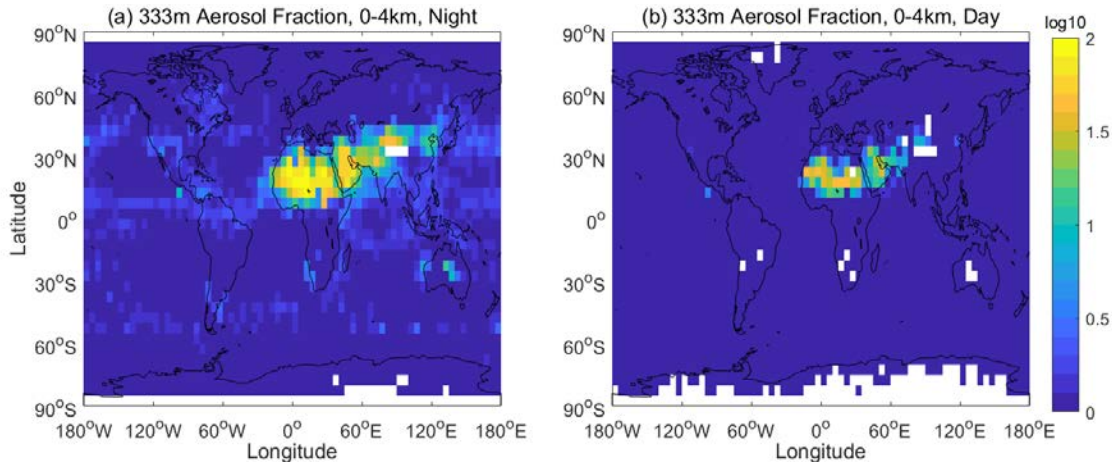 (a) 333m Aerosol Fraction, 0-4km, Night
(b) 333m Aerosol Fraction, 0-4km, Day
log10
90°N
60°N
30°N
0°
30°S
60°S
90°S
Latitude
180°W 120°W 60°W 0° 60°E 120°E 180°E
Longitude
90°N
60°N
30°N
0°
30°S
60°S
90°S
180°W 120°W 60°W 0° 60°E 120°E 180°E
Longitude
2
1.5
1
0.5
0